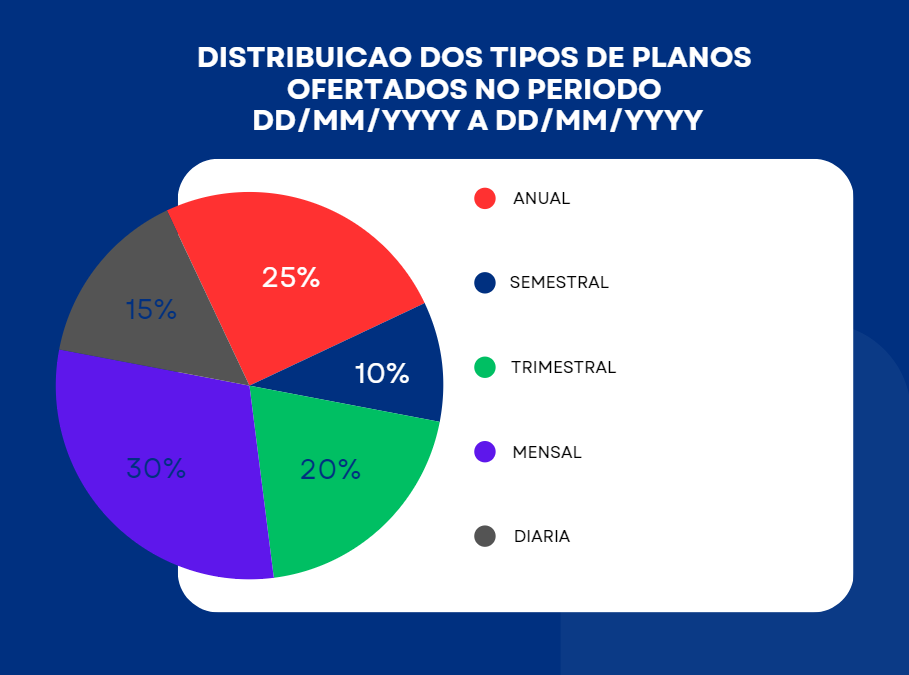 DISTRIBUICAO DOS TIPOS DE PLANOS
OFERTADOS NO PERIODO
DD/MM/YYYY A DD/MM/YYYY
ANUAL
25%
SEMESTRAL
15%
10%
TRIMESTRAL
MENSAL
30%
20%
DIARIA